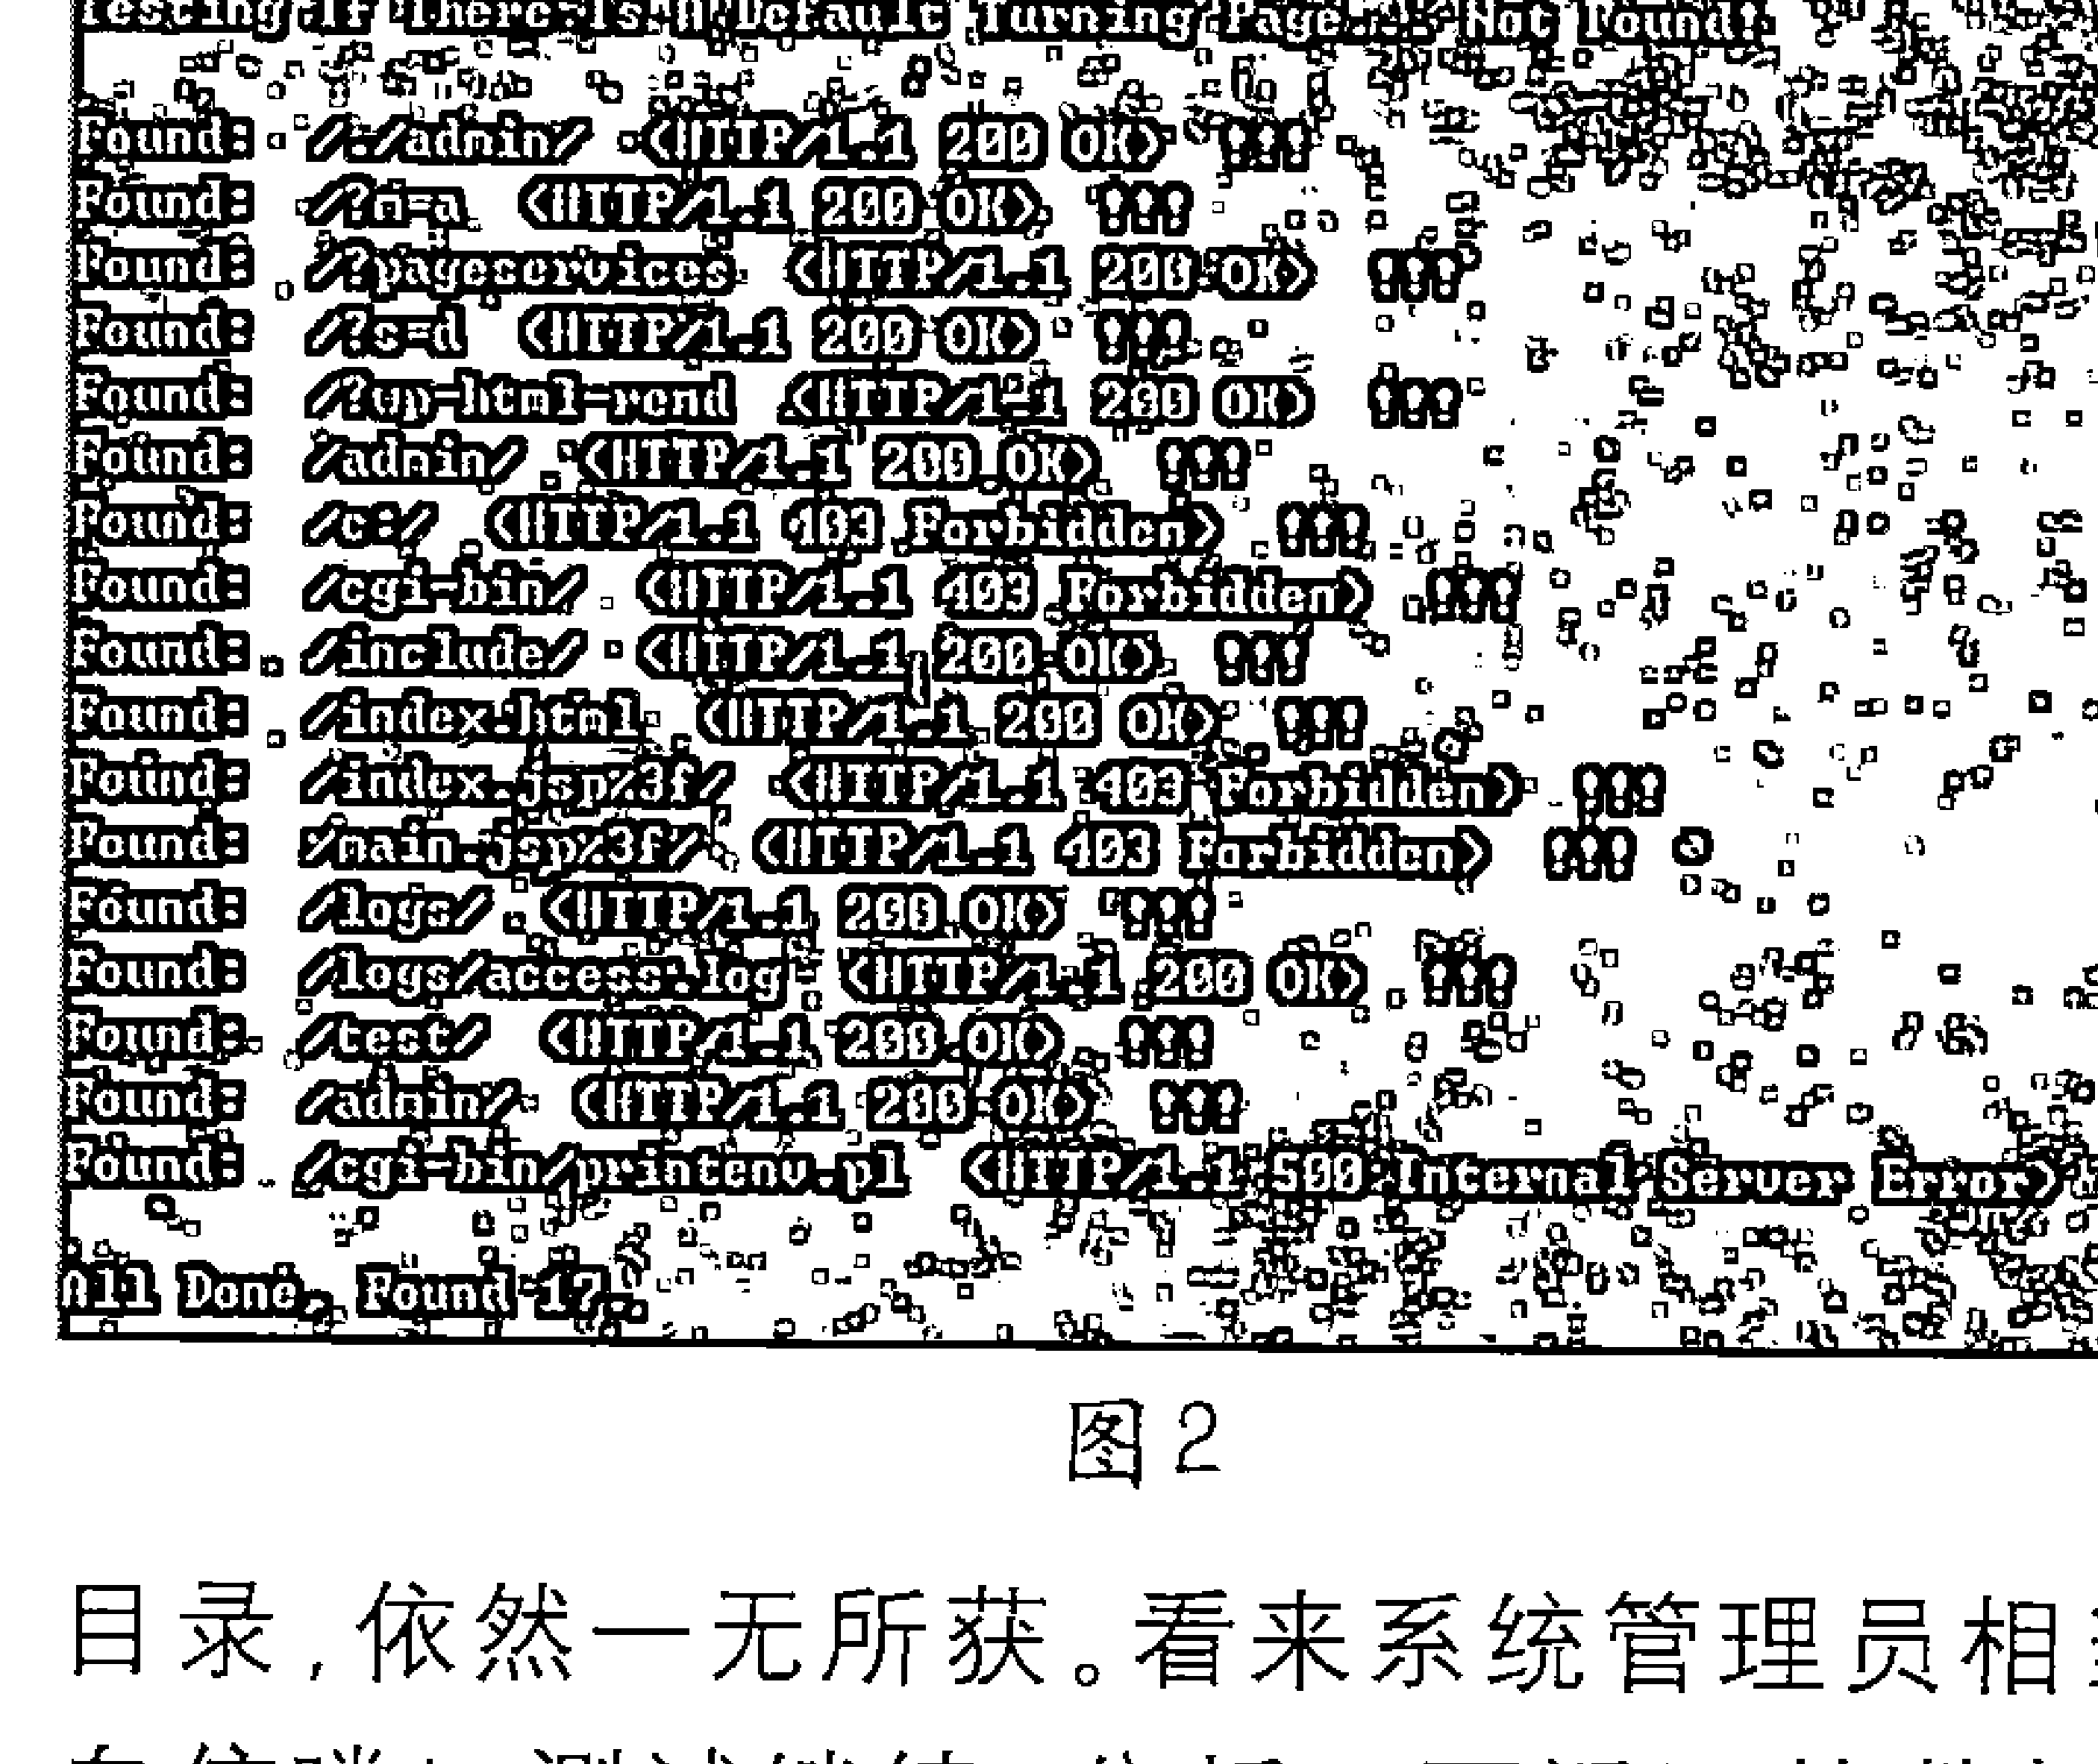 Testing If There Is A Default Turning Page... Not Found!
Found: /./admin/ <HTTP/1.1 200 OK> !!!
Found: /?m=a <HTTP/1.1 200 OK> !!!
Found: /?pageservices <HTTP/1.1 200 OK> !!!
Found: /?s=d <HTTP/1.1 200 OK> !!!
Found: /?wp-html-rend <HTTP/1.1 200 OK> !!!
Found: /admin/ <HTTP/1.1 200 OK> !!!
Found: /c:/ <HTTP/1.1 403 Forbidden> !!!
Found: /cgi-bin/ <HTTP/1.1 403 Forbidden> !!!
Found: /include/ <HTTP/1.1 200 OK> !!!
Found: /index.html <HTTP/1.1 200 OK> !!!
Found: /index.jsp%3f/ <HTTP/1.1 403 Forbidden> !!!
Found: /main.jsp%3f/ <HTTP/1.1 403 Forbidden> !!!
Found: /logs/ <HTTP/1.1 200 OK> !!!
Found: /logs/access.log <HTTP/1.1 200 OK> !!!
Found: /test/ <HTTP/1.1 200 OK> !!!
Found: /admin/ <HTTP/1.1 200 OK> !!!
Found: /cgi-bin/printenv.pl <HTTP/1.1 500 Internal Server Error>
All Done, Found 17.
图2
目录,依然一无所获。看来系统管理员相